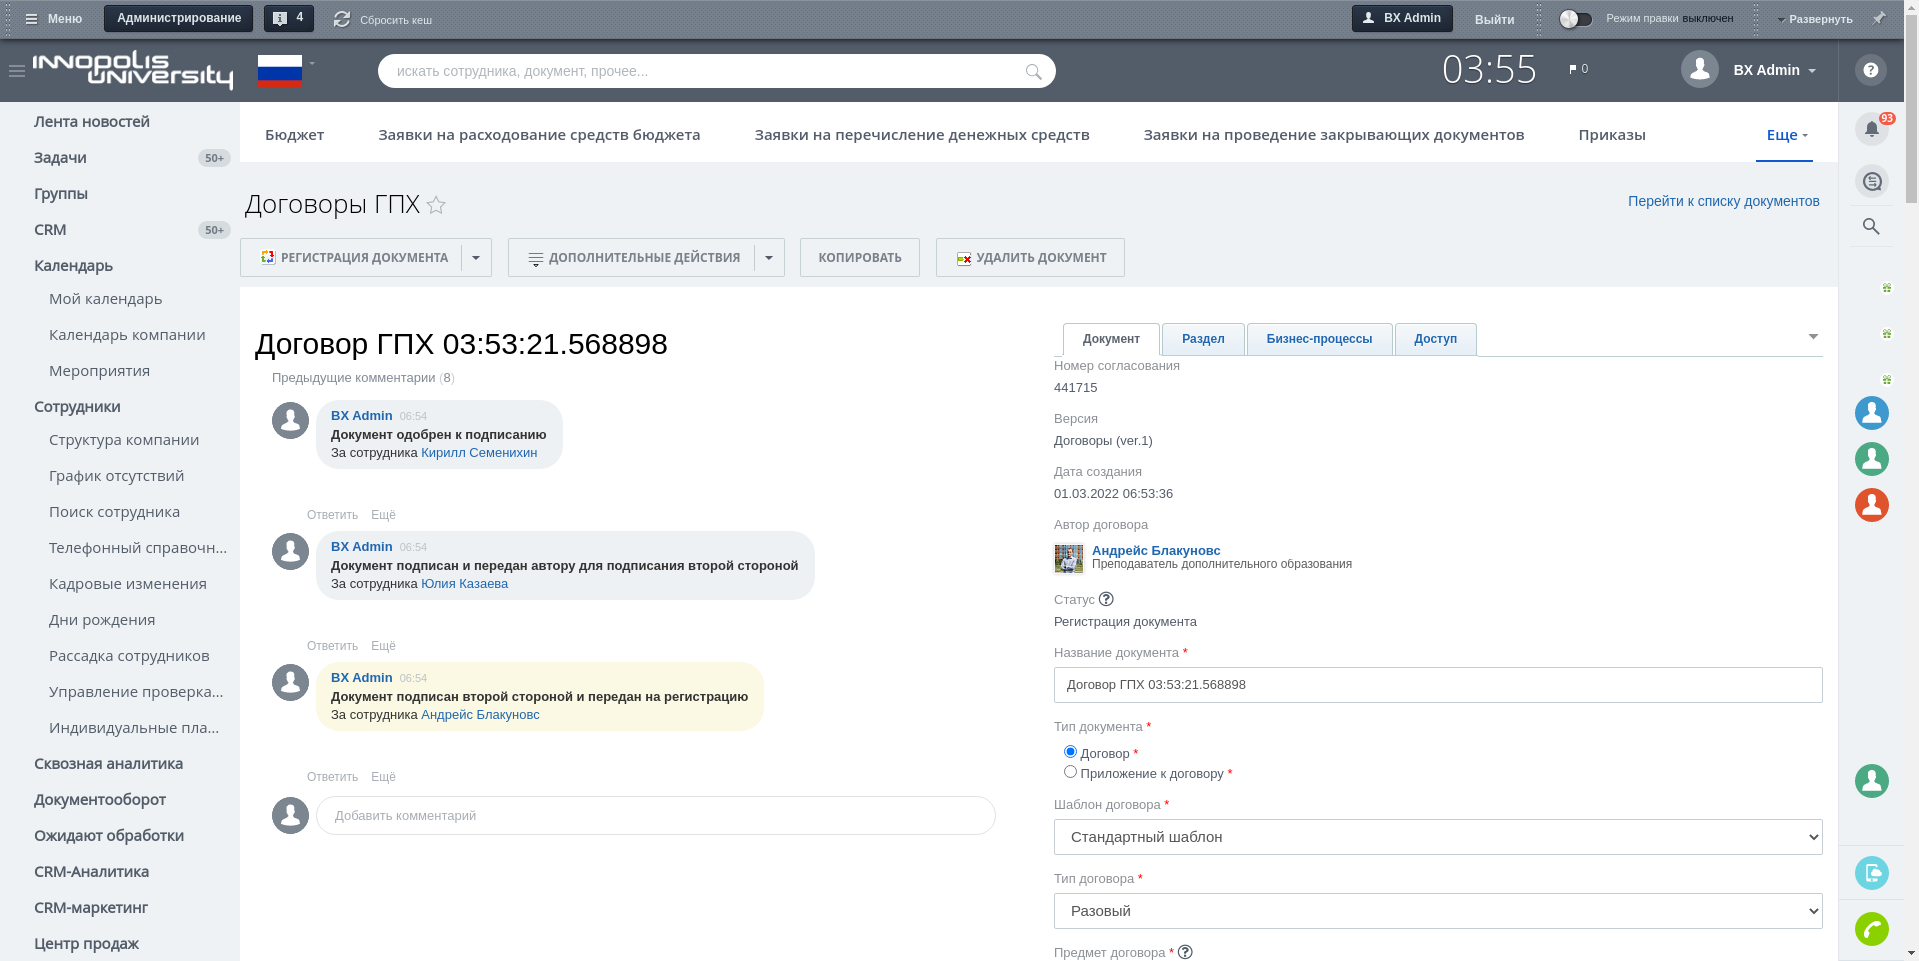 Меню
Администрирование
4
Сбросить кеш
BX Admin
Выйти
Режим правки выключен
Развернуть
INNOPOLIS
UNIVERSITY
искать сотрудника, документ, прочее...
03:55
0
BX Admin
Лента новостей
Задачи
50+
Группы
CRM
50+
Календарь
Мой календарь
Календарь компании
Мероприятия
Сотрудники
Структура компании
График отсутствий
Поиск сотрудника
Телефонный справочн...
Кадровые изменения
Дни рождения
Рассадка сотрудников
Управление проверка...
Индивидуальные пла...
Сквозная аналитика
Документооборот
Ожидают обработки
CRM-Аналитика
CRM-маркетинг
Центр продаж
Бюджет
Заявки на расходование средств бюджета
Заявки на перечисление денежных средств
Заявки на проведение закрывающих документов
Приказы
Еще
93
Договоры ГПХ
Перейти к списку документов
РЕГИСТРАЦИЯ ДОКУМЕНТА
ДОПОЛНИТЕЛЬНЫЕ ДЕЙСТВИЯ
КОПИРОВАТЬ
УДАЛИТЬ ДОКУМЕНТ
Договор ГПХ 03:53:21.568898
Предыдущие комментарии (8)
BX Admin 06:54
Документ одобрен к подписанию
За сотрудника Кирилл Семенихин
Ответить Ещё
BX Admin 06:54
Документ подписан и передан автору для подписания второй стороной
За сотрудника Юлия Казаева
Ответить Ещё
BX Admin 06:54
Документ подписан второй стороной и передан на регистрацию
За сотрудника Андрейс Блакуновс
Ответить Ещё
Добавить комментарий
Документ
Раздел
Бизнес-процессы
Доступ
Номер согласования
441715
Версия
Договоры (ver.1)
Дата создания
01.03.2022 06:53:36
Автор договора
Андрейс Блакуновс
Преподаватель дополнительного образования
Статус
Регистрация документа
Название документа *
Договор ГПХ 03:53:21.568898
Тип документа *
Договор *
Приложение к договору *
Шаблон договора *
Стандартный шаблон
Тип договора *
Разовый
Предмет договора *